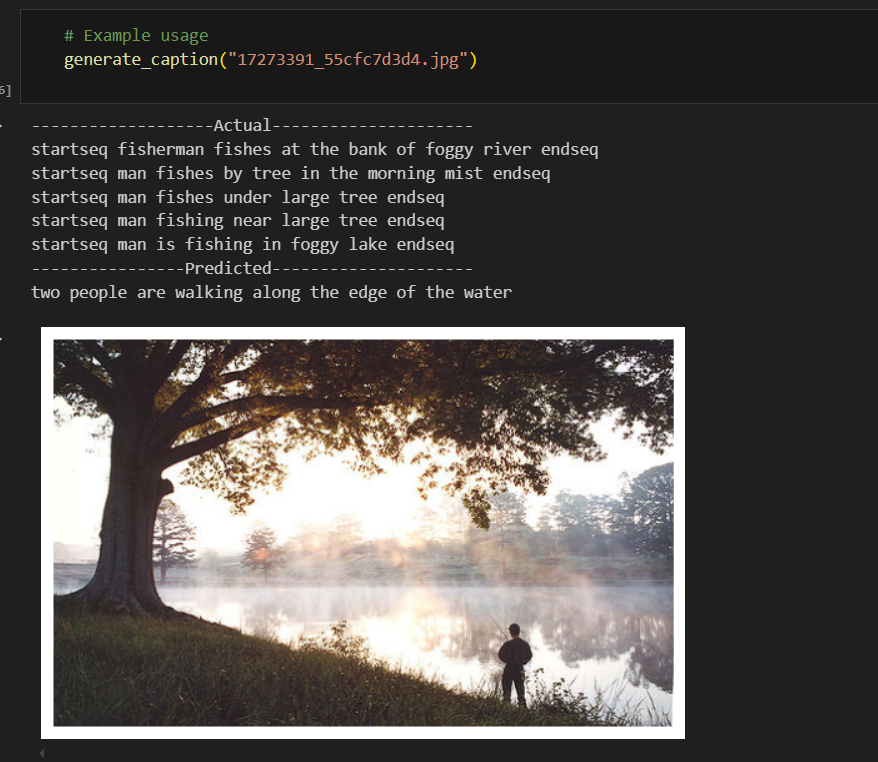 # Example usage
generate_caption("17273391_55cfc7d3d4.jpg")
6]
-------------------Actual---------------------
startseq fisherman fishes at the bank of foggy river endseq
startseq man fishes by tree in the morning mist endseq
startseq man fishes under large tree endseq
startseq man fishing near large tree endseq
startseq man is fishing in foggy lake endseq
----------------Predicted---------------------
two people are walking along the edge of the water